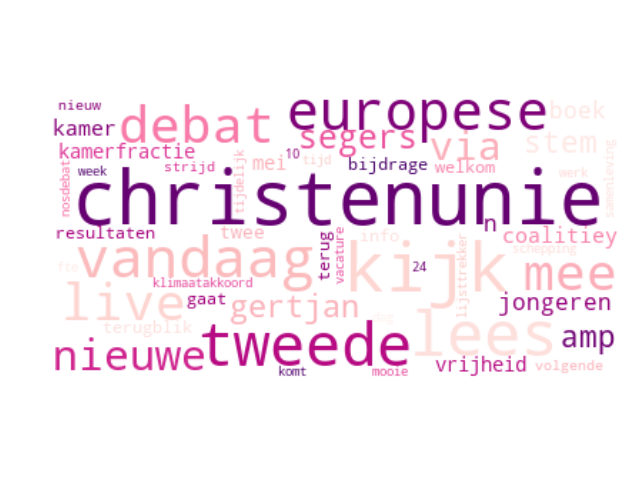 nieuw
debat
europese
boek
kamer
segers
via
stem
kamerfractie
10
tijd
strijd
mei
bijdrage
welkom
werk
samenleving
nosdebat
week
tijdelijk
christenunie
n
resultaten
twee
terug
vacature
info
coalitiey
vandaag
kijk
lijsttrekker
schepping
fte
24
mee
klimaatakkoord
live
gaat
gertjan
jongeren
terugblik
tweede
lees
amp
nieuwe
vrijheid
volgende
komt
mooie